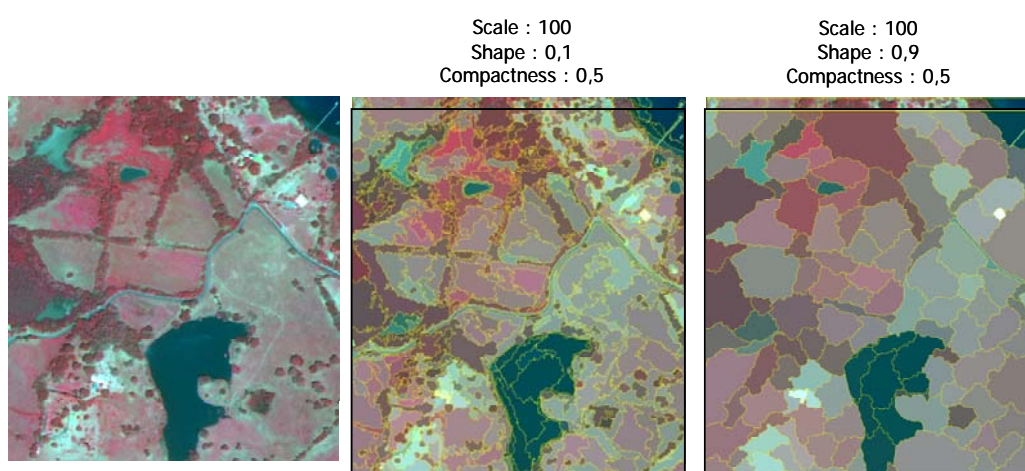 Scale : 100
Shape : 0,1
Compactness : 0,5
Scale : 100
Shape : 0,9
Compactness : 0,5